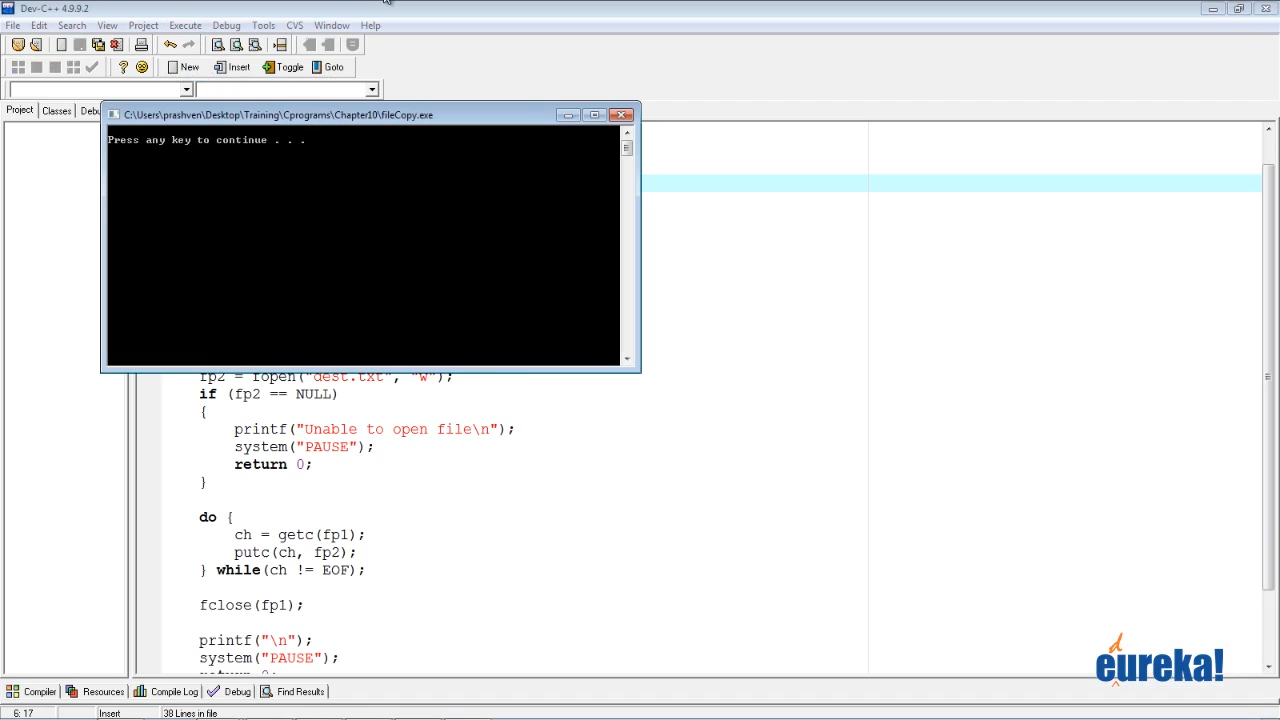 Dev-C++ 4.9.9.2
File Edit Search View Project Execute Debug Tools CVS Window Help
New Insert Toggle Goto
Project Classes Debu
C:\Users\prashven\Desktop\Training\Cprograms\Chapter10\fileCopy.exe
Press any key to continue . . .
fp2 = fopen("dest.txt", "w");
if (fp2 == NULL)
{
printf("Unable to open file\n");
system("PAUSE");
return 0;
}
do {
ch = getc(fp1);
putc(ch, fp2);
} while(ch != EOF);
fclose(fp1);
printf("\n");
system("PAUSE");
return 0;
edureka!
Compiler Resources Compile Log Debug Find Results
6: 17 Insert 38 Lines in file